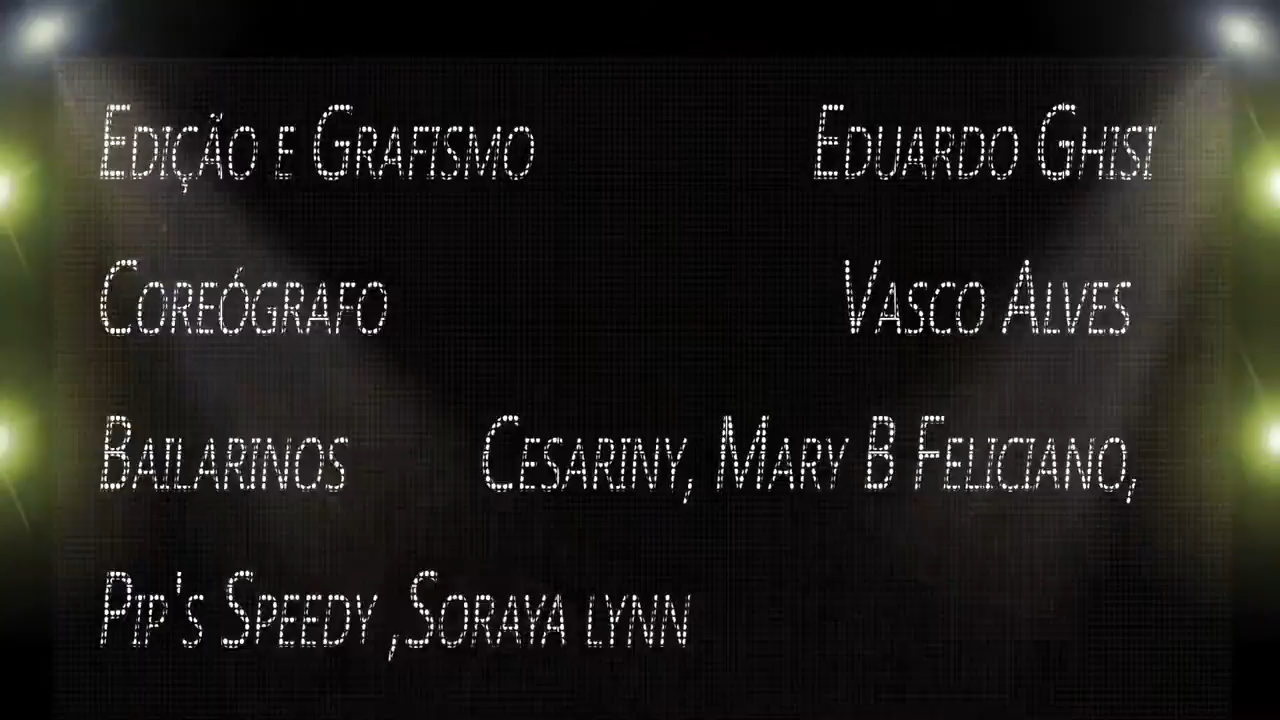 Edição e Grafismo Eduardo Ghisi
Coreógrafo Vasco Alves
Bailarinos Cesariny, Mary B Feliciano,
Pip's Speedy ,Soraya lynn